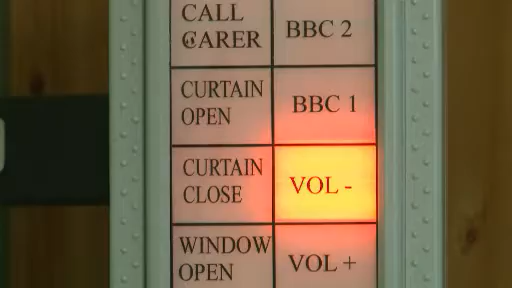 CALL
CARER
BBC 2
CURTAIN
OPEN
BBC 1
CURTAIN
CLOSE
VOL -
WINDOW
OPEN
VOL +